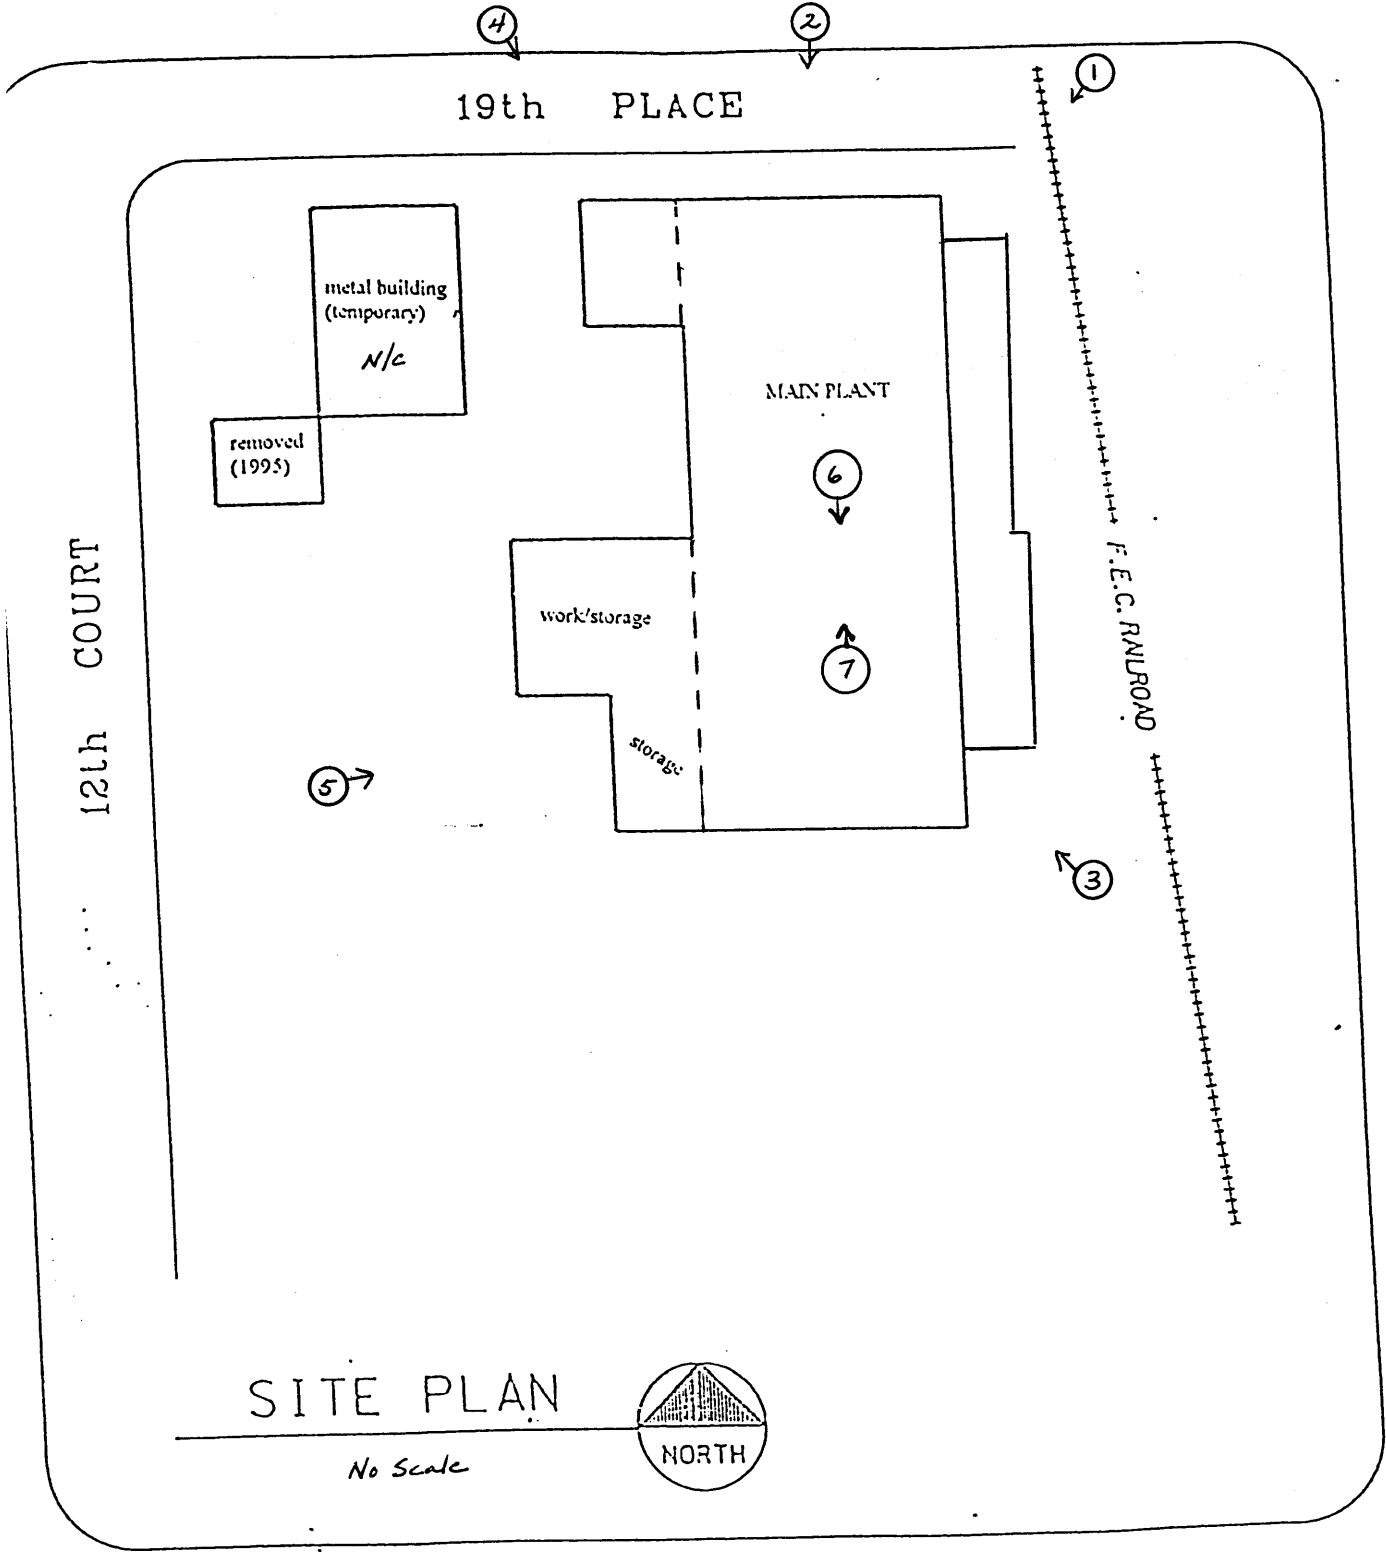 4
2
1
19th PLACE
metal building
(temporary)
N/C
MAIN PLANT
removed
(1995)
6
12th COURT
F.E.C. RAILROAD
work/storage
7
storage
5
3
SITE PLAN
NORTH
No Scale